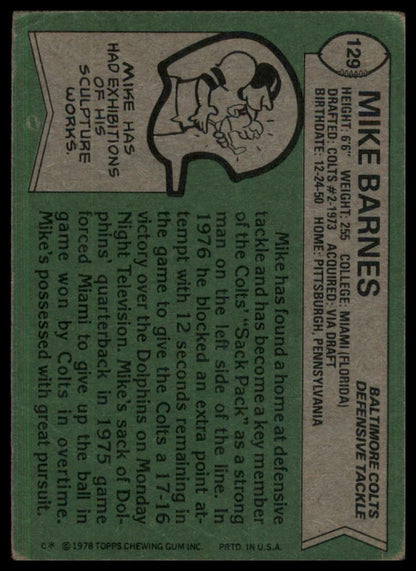 129
MIKE BARNES
BALTIMORE COLTS
DEFENSIVE TACKLE
HEIGHT: 6'6" WEIGHT: 255 COLLEGE: MIAMI (FLORIDA)
DRAFTED: COLTS #2-1973 ACQUIRED: VIA DRAFT
BIRTHDATE: 12-24-50 HOME: PITTSBURGH, PENNSYLVANIA
MIKE HAS
HAD EXHIBITIONS
OF HIS
SCULPTURE
WORKS.
Mike has found a home at defensive
tackle and has become a key member
of the Colts' "Sack Pack" as a strong
man on the left side of the line. In
1976 he blocked an extra point at-
tempt with 12 seconds remaining in
the game to give the Colts a 17-16
victory over the Dolphins on Monday
Night Television. Mike's sack of Dol-
phins' quarterback in 1975 game
forced Miami to give up the ball in
game won by Colts in overtime.
Mike's possessed with great pursuit.
C* © 1978 TOPPS CHEWING GUM INC. PRTD. IN U.S.A.